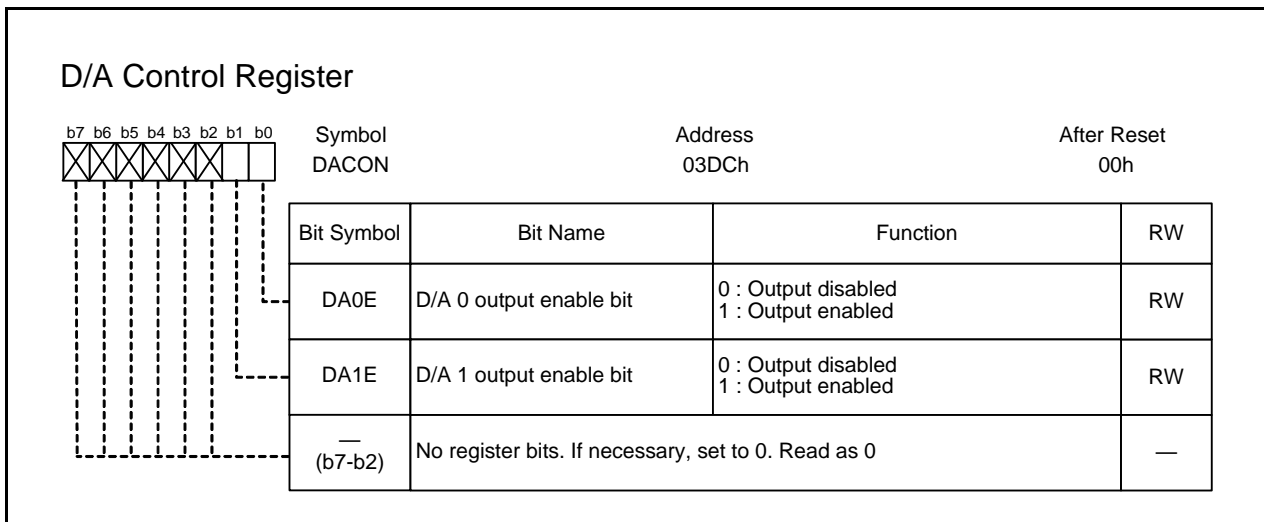 D/A Control Register
b7 b6 b5 b4 b3 b2 b1 b0
Symbol Address After Reset
DACON 03DCh 00h
Bit Symbol Bit Name Function RW
DA0E D/A 0 output enable bit 0 : Output disabled
1 : Output enabled RW
DA1E D/A 1 output enable bit 0 : Output disabled
1 : Output enabled RW
—
(b7-b2) No register bits. If necessary, set to 0. Read as 0 —